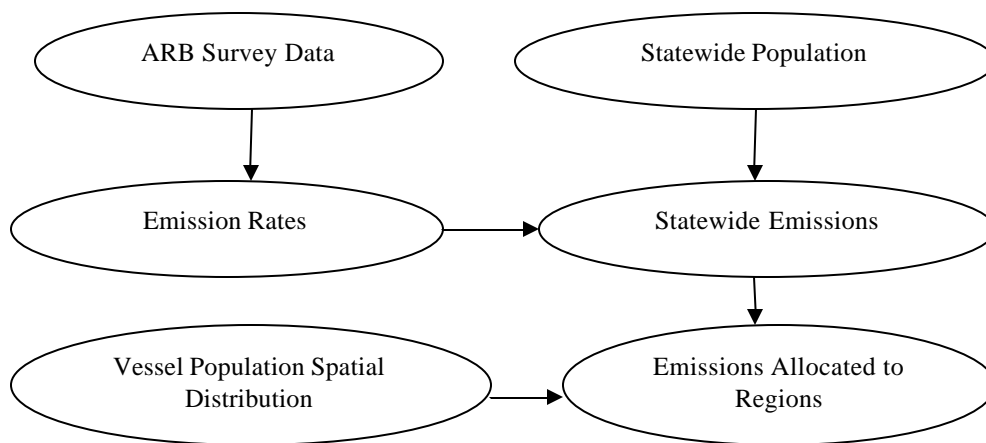 ARB Survey Data
Statewide Population
Emission Rates
Statewide Emissions
Vessel Population Spatial
Distribution
Emissions Allocated to
Regions